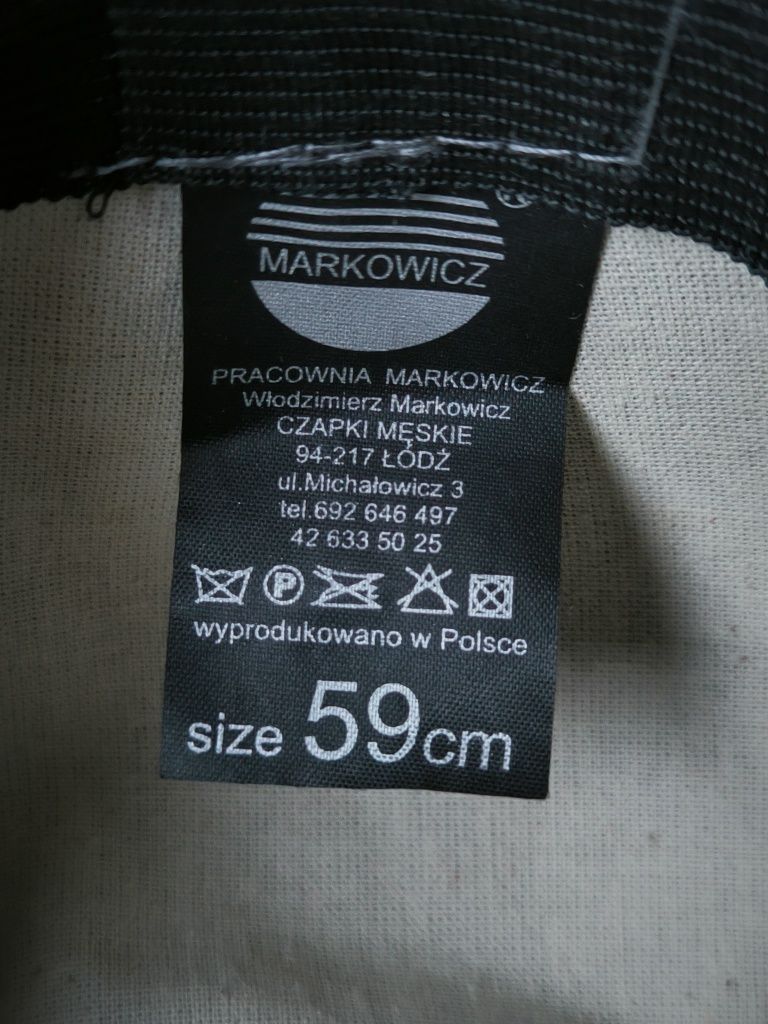 MARKOWICZ
PRACOWNIA MARKOWICZ
Włodzimierz Markowicz
CZAPKI MĘSKIE
94-217 ŁÓDŹ
ul.Michałowicz 3
tel.692 646 497
42 633 50 25
P
wyprodukowano w Polsce
size 59cm